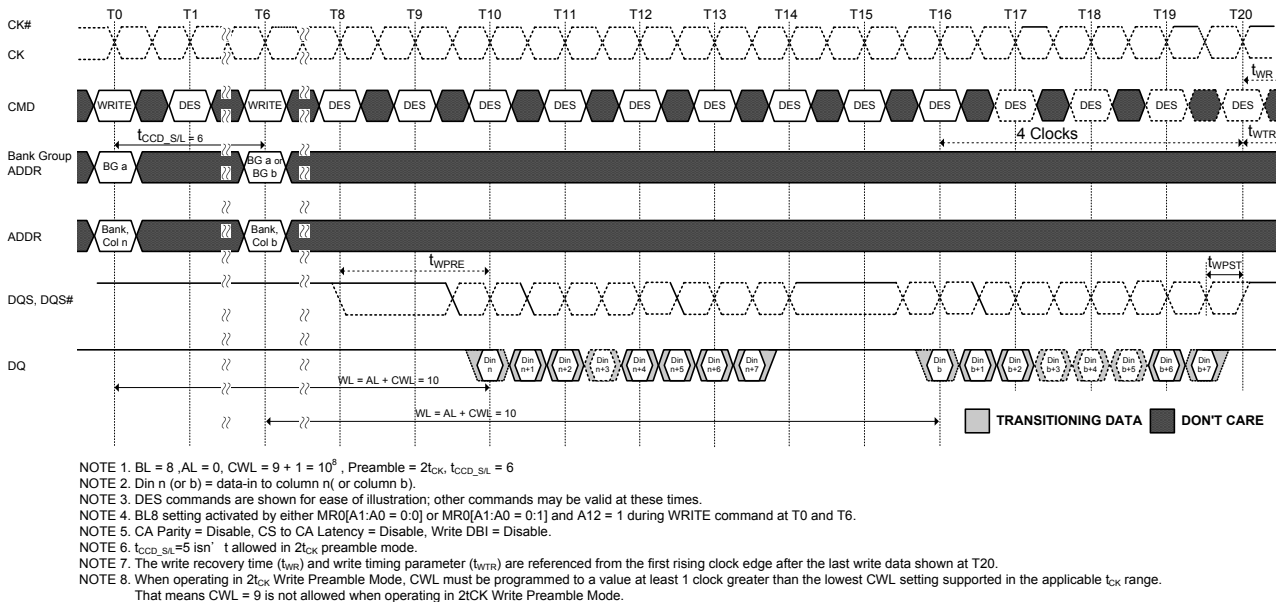 T0 T1 T6 T8 T9 T10 T11 T12 T13 T14 T15 T16 T17 T18 T19 T20
CK#
CK
tWR
CMD WRITE DES WRITE DES DES DES DES DES DES DES DES DES DES DES DES DES
tCCD_S/L = 6
4 Clocks
tWTR
Bank Group
ADDR
BG a
BG a or
BG b
ADDR
Bank,
Col n
Bank,
Col b
tWPRE
tWPST
DQS, DQS#
DQ
Din
n
Din
n+1
Din
n+2
Din
n+3
Din
n+4
Din
n+5
Din
n+6
Din
n+7
Din
b
Din
b+1
Din
b+2
Din
b+3
Din
b+4
Din
b+5
Din
b+6
Din
b+7
WL = AL + CWL = 10
WL = AL + CWL = 10
TRANSITIONING DATA DON'T CARE
NOTE 1. BL = 8 ,AL = 0, CWL = 9 + 1 = 10⁸ , Preamble = 2tCK, tCCD_S/L = 6
NOTE 2. Din n (or b) = data-in to column n( or column b).
NOTE 3. DES commands are shown for ease of illustration; other commands may be valid at these times.
NOTE 4. BL8 setting activated by either MR0[A1:A0 = 0:0] or MR0[A1:A0 = 0:1] and A12 = 1 during WRITE command at T0 and T6.
NOTE 5. CA Parity = Disable, CS to CA Latency = Disable, Write DBI = Disable.
NOTE 6. tCCD_S/L=5 isn' t allowed in 2tCK preamble mode.
NOTE 7. The write recovery time (tWR) and write timing parameter (tWTR) are referenced from the first rising clock edge after the last write data shown at T20.
NOTE 8. When operating in 2tCK Write Preamble Mode, CWL must be programmed to a value at least 1 clock greater than the lowest CWL setting supported in the applicable tCK range.
That means CWL = 9 is not allowed when operating in 2tCK Write Preamble Mode.